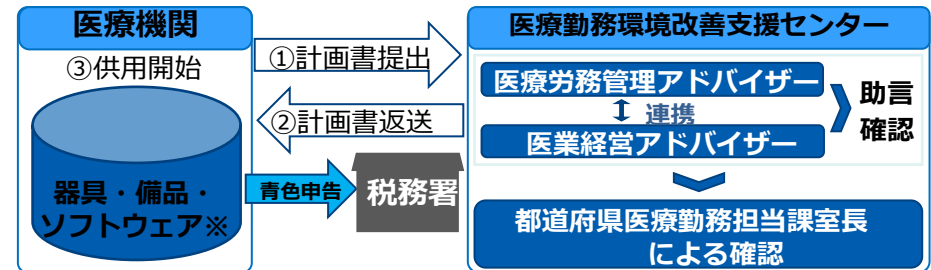 医療機関
③供用開始
器具・備品・
ソフトウェア※
①計画書提出
②計画書返送
青色申告
税務署
医療勤務環境改善支援センター
医療労務管理アドバイザー
連携
医業経営アドバイザー
助言
確認
都道府県医療勤務担当課室長
による確認